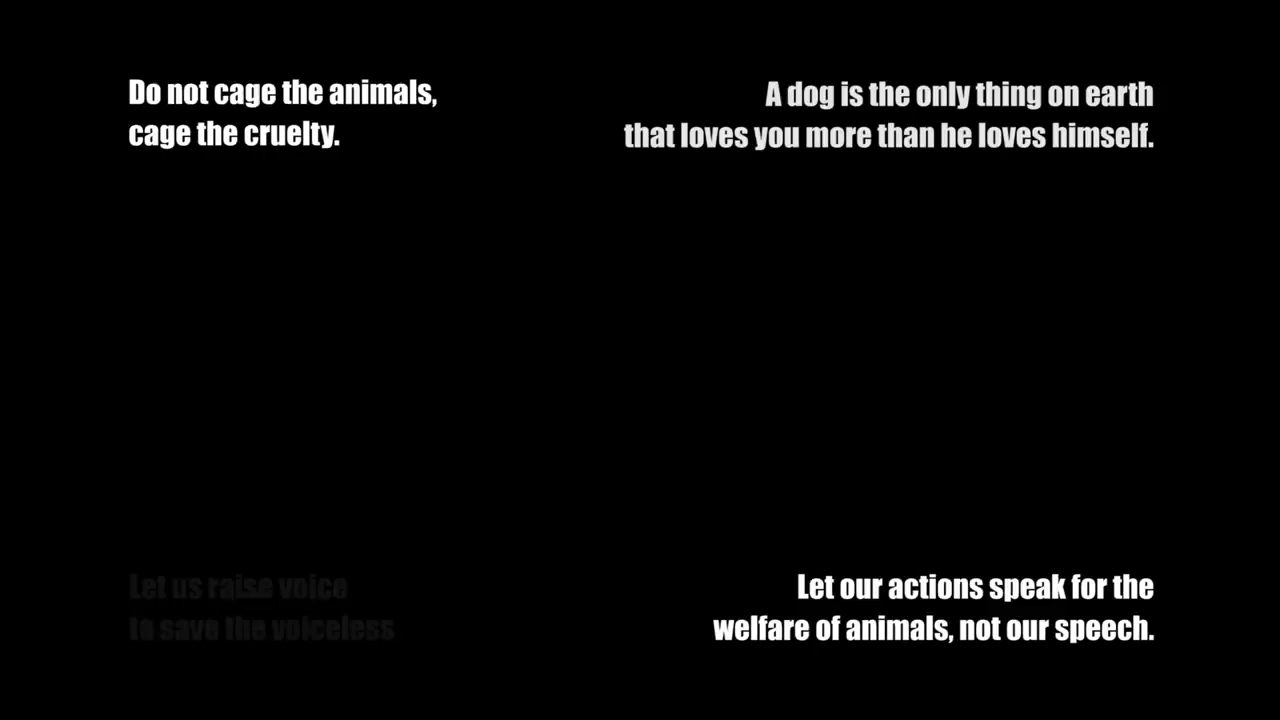 Do not cage the animals,
cage the cruelty.
A dog is the only thing on earth
that loves you more than he loves himself.
Let us raise voice
to save the voiceless
Let our actions speak for the
welfare of animals, not our speech.